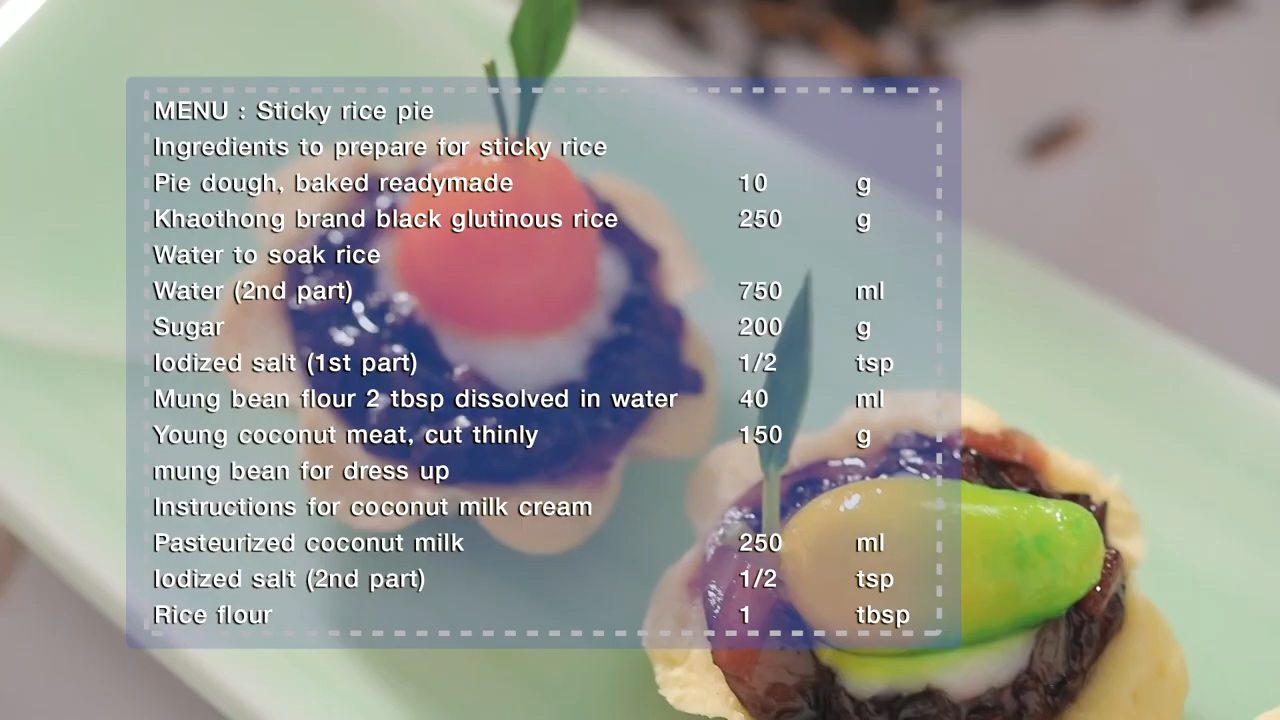 MENU : Sticky rice pie
Ingredients to prepare for sticky rice
Pie dough, baked readymade 10 g
Khaothong brand black glutinous rice 250 g
Water to soak rice
Water (2nd part) 750 ml
Sugar 200 g
Iodized salt (1st part) 1/2 tsp
Mung bean flour 2 tbsp dissolved in water 40 ml
Young coconut meat, cut thinly 150 g
mung bean for dress up
Instructions for coconut milk cream
Pasteurized coconut milk 250 ml
Iodized salt (2nd part) 1/2 tsp
Rice flour 1 tbsp